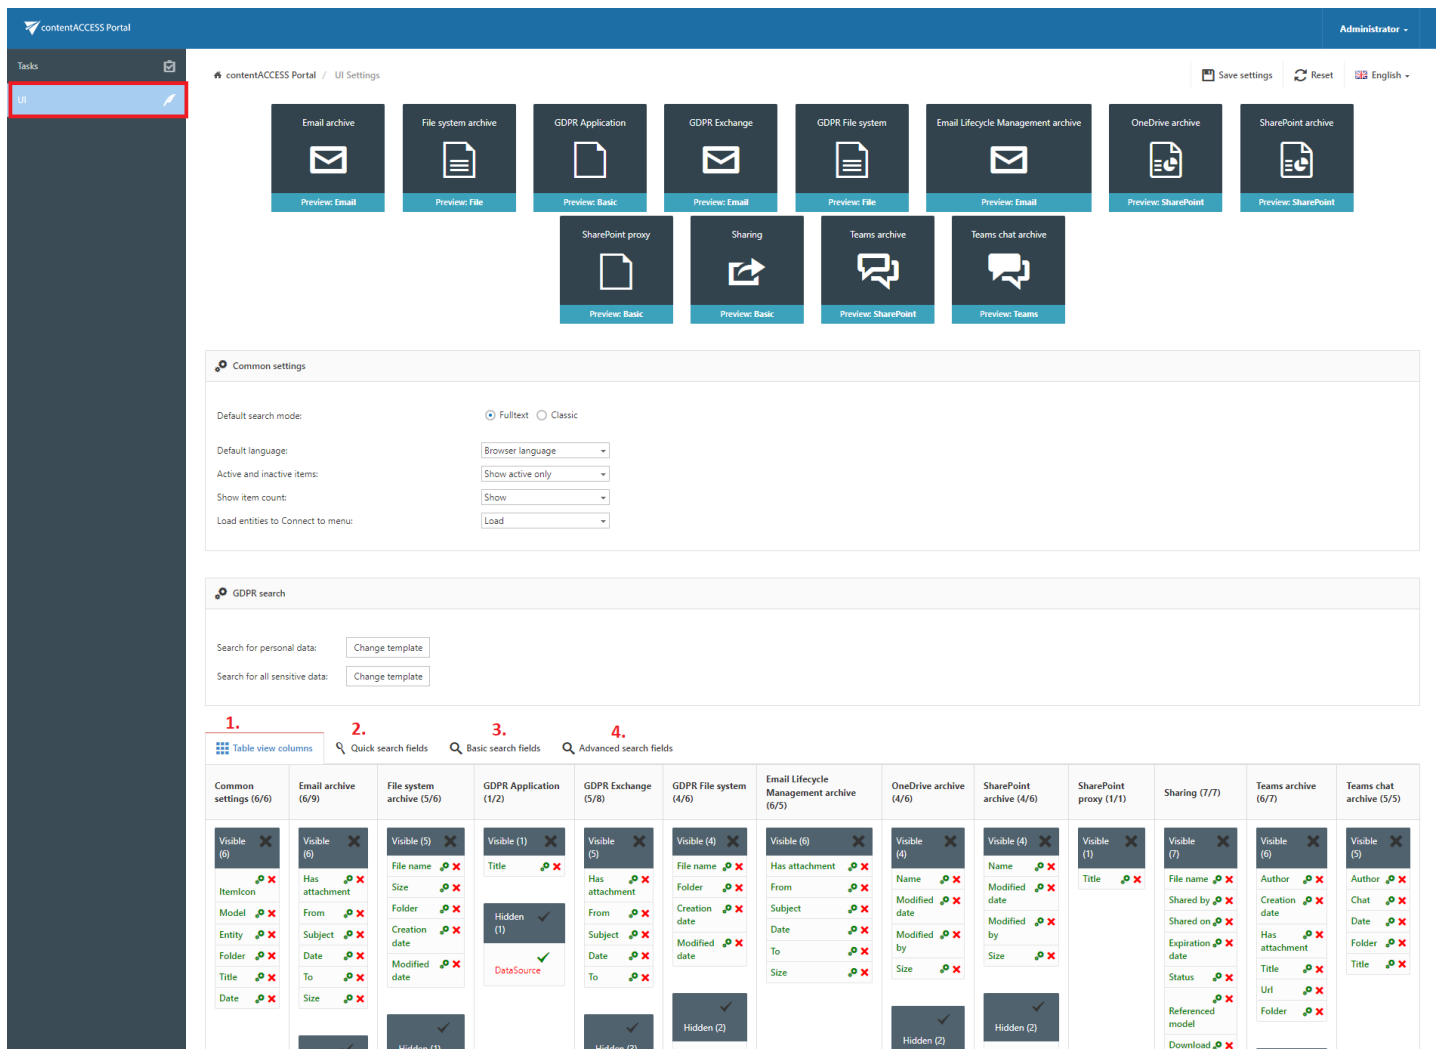 contentACCESS Portal
Administrator
Tasks
UI
contentACCESS Portal / UI Settings
Save settings
Reset
English
Email archive
Preview: Email
File system archive
Preview: File
GDPR Application
Preview: Basic
GDPR Exchange
Preview: Email
GDPR File system
Preview: File
Email Lifecycle Management archive
Preview: Email
OneDrive archive
Preview: SharePoint
SharePoint archive
Preview: SharePoint
SharePoint proxy
Preview: Basic
Sharing
Preview: Basic
Teams archive
Preview: SharePoint
Teams chat archive
Preview: Teams
Common settings
Default search mode:
Fulltext
Classic
Default language:
Browser language
Active and inactive items:
Show active only
Show item count:
Show
Load entities to Connect to menu:
Load
GDPR search
Search for personal data:
Change template
Search for all sensitive data:
Change template
1.
2.
3.
4.
Table view columns
Quick search fields
Basic search fields
Advanced search fields
Common
settings (6/6)
Visible
(6)
ItemIcon
Model
Entity
Folder
Title
Date
Email archive
(6/9)
Visible
(6)
Has
attachment
From
Subject
Date
To
Size
File system
archive (5/6)
Visible (5)
File name
Size
Folder
Creation
date
Modified
date
Hidden (1)
GDPR Application
(1/2)
Visible (1)
Title
Hidden
(1)
DataSource
GDPR Exchange
(5/8)
Visible
(5)
Has
attachment
From
Subject
Date
To
Hidden (3)
GDPR File system
(4/6)
Visible (4)
File name
Folder
Creation
date
Modified
date
Hidden (2)
Email Lifecycle
Management archive
(6/5)
Visible (6)
Has attachment
From
Subject
Date
To
Size
OneDrive archive
(4/6)
Visible
(4)
Name
Modified
date
Modified
by
Size
Hidden (2)
SharePoint
archive (4/6)
Visible (4)
Name
Modified
date
Modified
by
Size
Hidden (2)
SharePoint
proxy (1/1)
Visible
(1)
Title
Sharing (7/7)
Visible
(7)
File name
Shared by
Shared on
Expiration
date
Status
Referenced
model
Download
Teams archive
(6/7)
Visible
(6)
Author
Creation
date
Has
attachment
Title
Url
Folder
Teams chat
archive (5/5)
Visible
(5)
Author
Chat
Date
Folder
Title